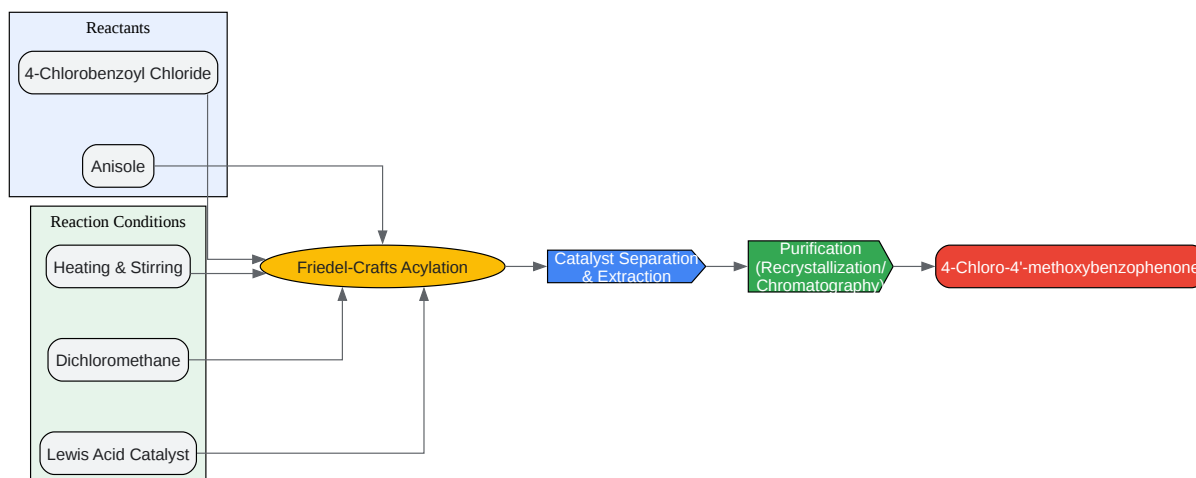 Reactants
4-Chlorobenzoyl Chloride
Anisole
Reaction Conditions
Heating & Stirring
Dichloromethane
Lewis Acid Catalyst
Friedel-Crafts Acylation
Catalyst Separation
& Extraction
Purification
(Recrystallization/
Chromatography)
4-Chloro-4'-methoxybenzophenone